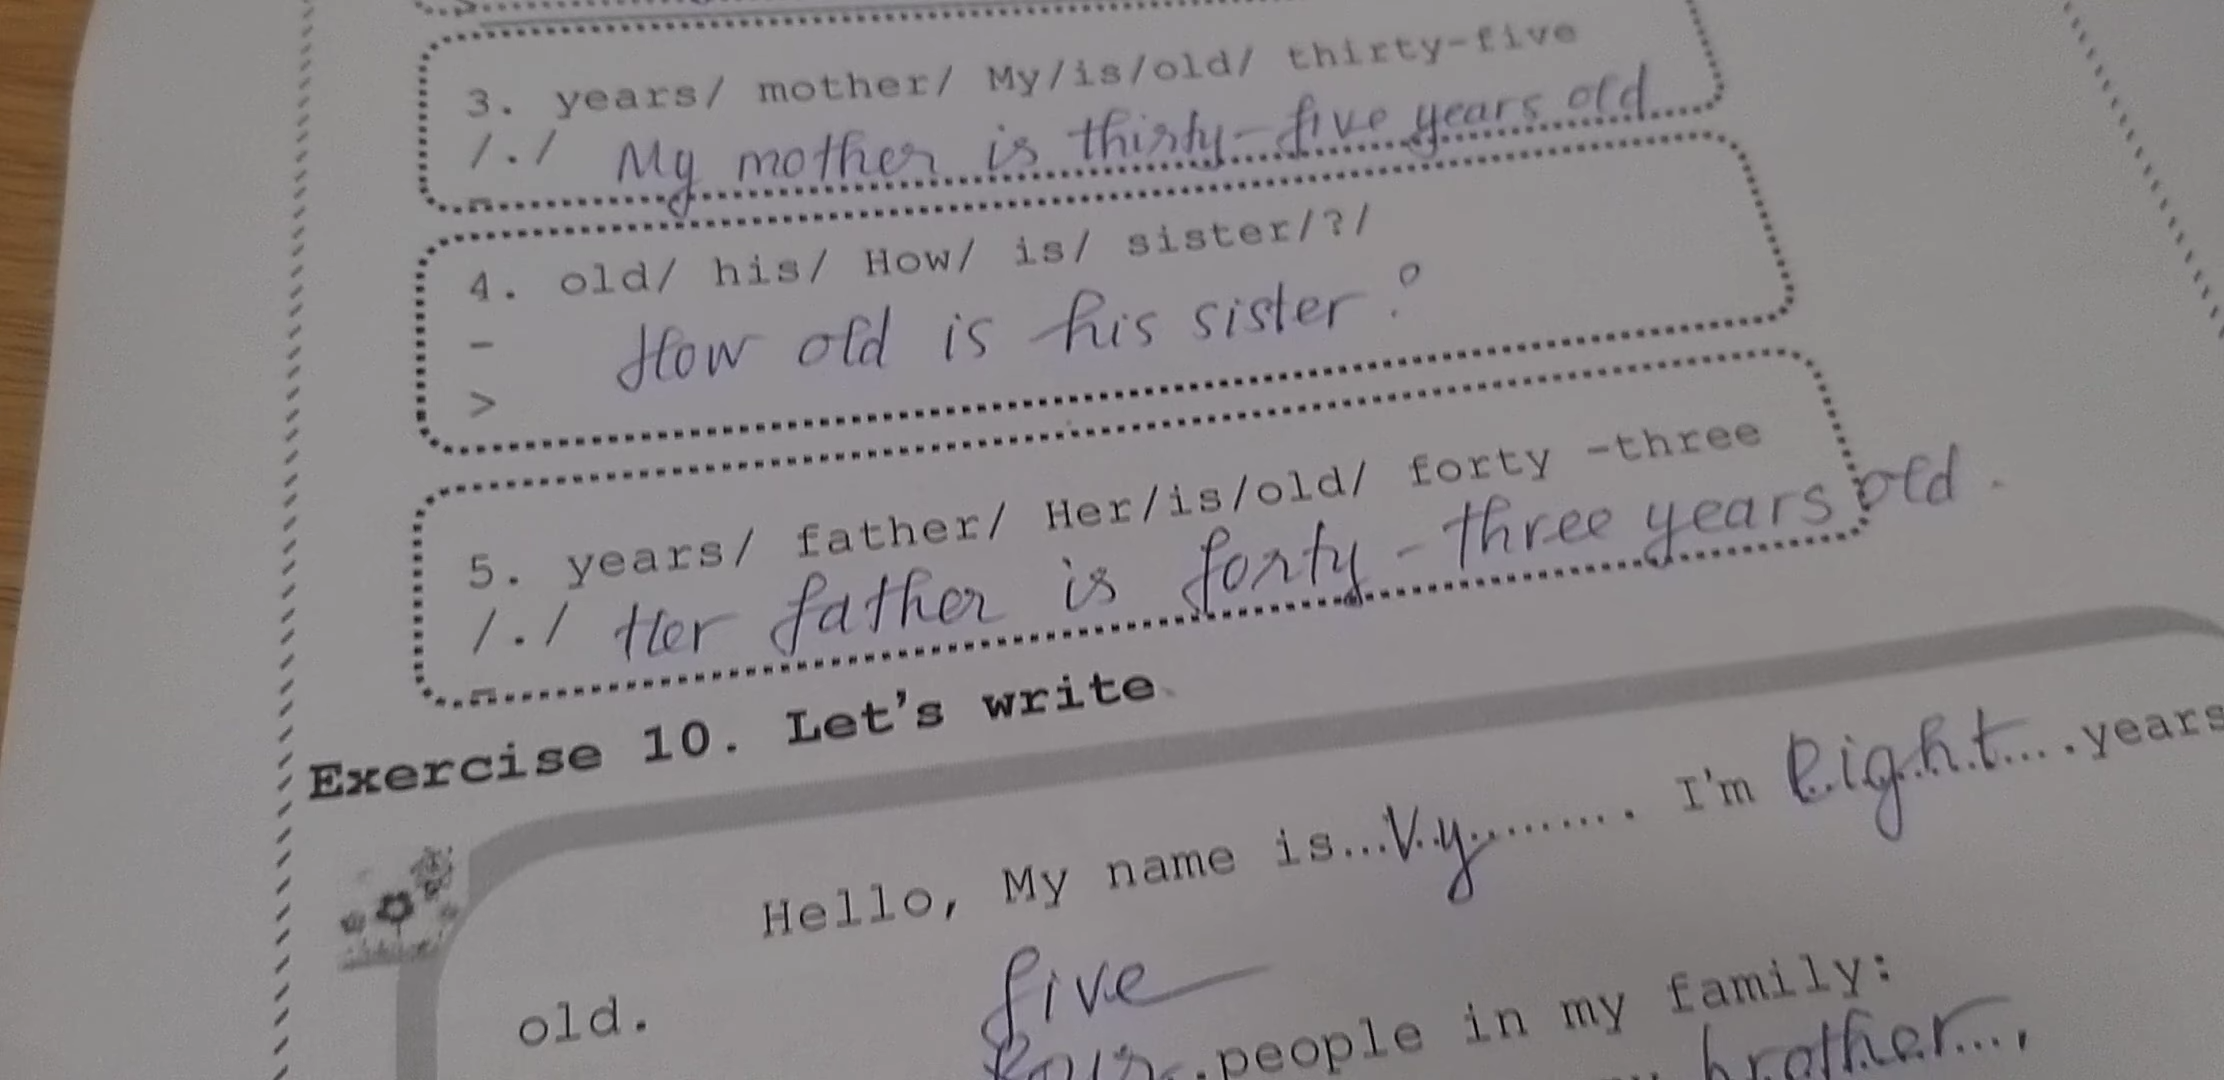 3. years/ mother/ My/is/old/ thirty-five
/./ My mother is thirty-five years old
4. old/ his/ How/ is/ sister/?/
- How old is his sister?
>
5. years/ father/ Her/is/old/ forty -three
/./ Her father is forty-three years old.
Exercise 10. Let's write
Hello, My name is...Vy.......... I'm Eight....years
old.
five
four..people in my family:
brother...,